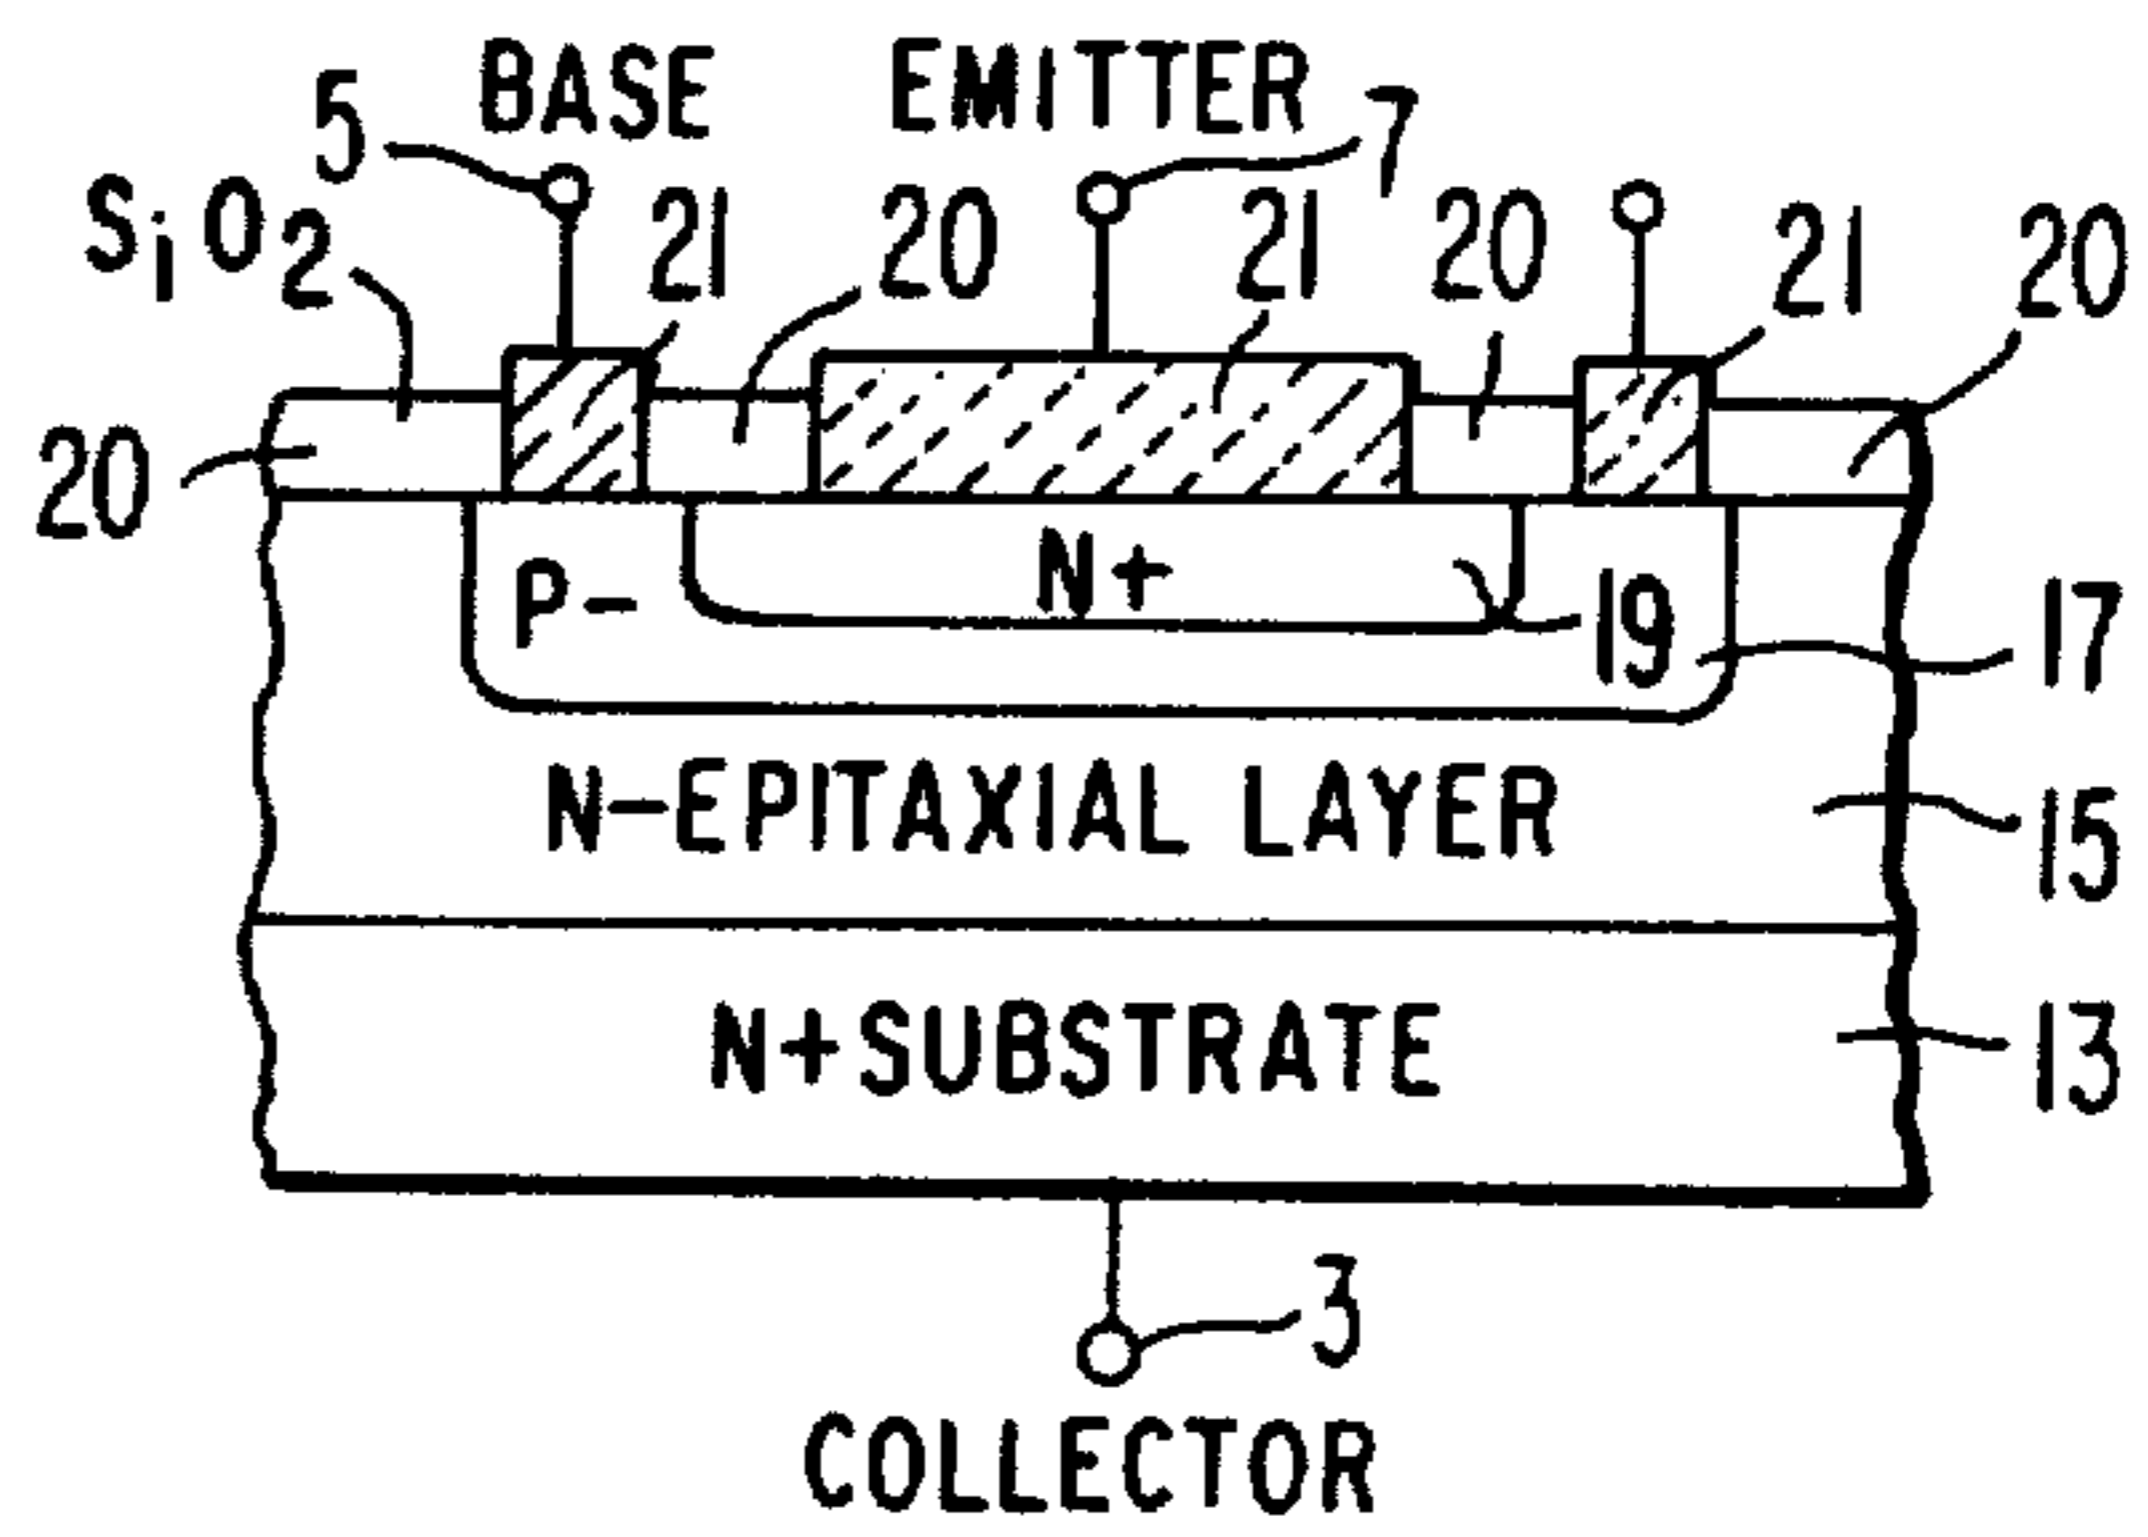 BASE EMITTER
5 7
SiO2 21 20 21 20 21 20
20
P- N+ 19 17
N-EPITAXIAL LAYER 15
N+SUBSTRATE 13
3
COLLECTOR